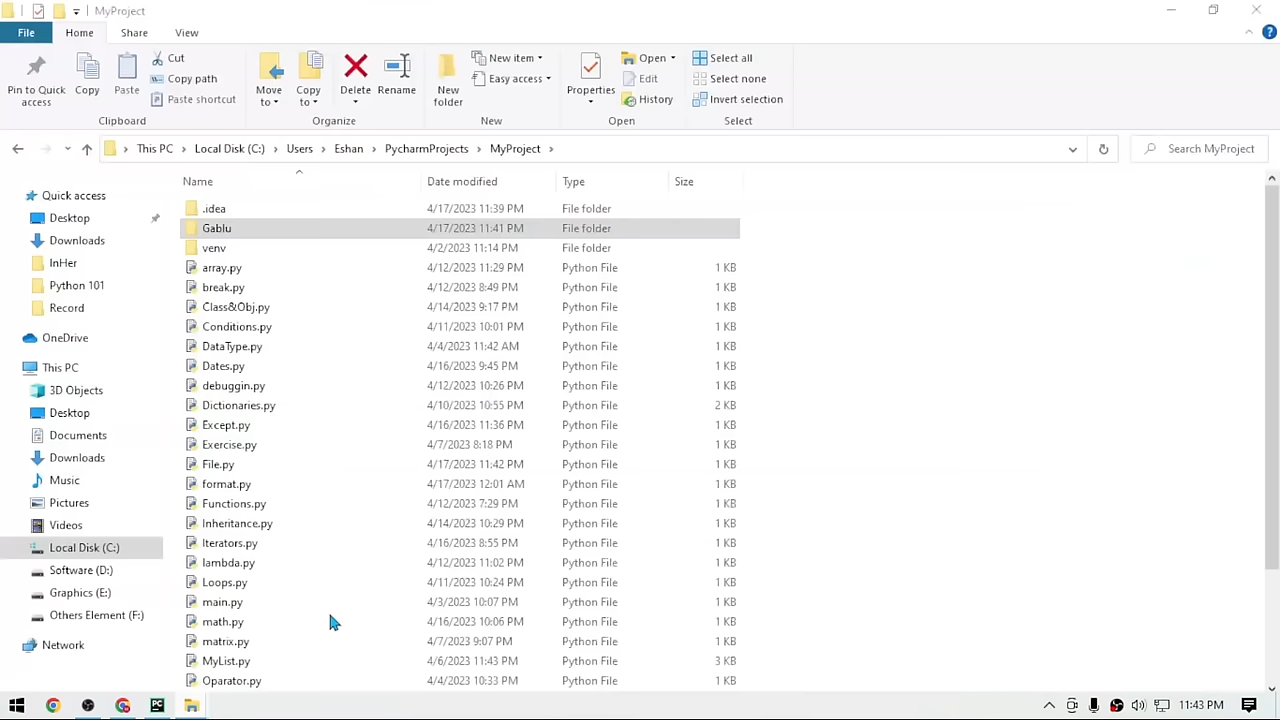 MyProject
File Home Share View
Pin to Quick access
Copy
Paste
Cut
Copy path
Paste shortcut
Clipboard
Move to
Copy to
Delete
Rename
Organize
New folder
New item
Easy access
New
Properties
Open
Edit
History
Open
Select all
Select none
Invert selection
Select
This PC > Local Disk (C:) > Users > Eshan > PycharmProjects > MyProject >
Search MyProject
Quick access
Desktop
Downloads
InHer
Python 101
Record
OneDrive
This PC
3D Objects
Desktop
Documents
Downloads
Music
Pictures
Videos
Local Disk (C:)
Software (D:)
Graphics (E:)
Others Element (F:)
Network
Name Date modified Type Size
.idea 4/17/2023 11:39 PM File folder
Gablu 4/17/2023 11:41 PM File folder
venv 4/2/2023 11:14 PM File folder
array.py 4/12/2023 11:29 PM Python File 1 KB
break.py 4/12/2023 8:49 PM Python File 1 KB
Class&Obj.py 4/14/2023 9:17 PM Python File 1 KB
Conditions.py 4/11/2023 10:01 PM Python File 1 KB
DataType.py 4/4/2023 11:42 AM Python File 1 KB
Dates.py 4/16/2023 9:45 PM Python File 1 KB
debuggin.py 4/12/2023 10:26 PM Python File 1 KB
Dictionaries.py 4/10/2023 10:55 PM Python File 2 KB
Except.py 4/16/2023 11:36 PM Python File 1 KB
Exercise.py 4/7/2023 8:18 PM Python File 1 KB
File.py 4/17/2023 11:42 PM Python File 1 KB
format.py 4/17/2023 12:01 AM Python File 1 KB
Functions.py 4/12/2023 7:29 PM Python File 1 KB
Inheritance.py 4/14/2023 10:29 PM Python File 1 KB
Iterators.py 4/16/2023 8:55 PM Python File 1 KB
lambda.py 4/12/2023 11:02 PM Python File 1 KB
Loops.py 4/11/2023 10:24 PM Python File 1 KB
main.py 4/3/2023 10:07 PM Python File 1 KB
math.py 4/16/2023 10:06 PM Python File 1 KB
matrix.py 4/7/2023 9:07 PM Python File 1 KB
MyList.py 4/6/2023 11:43 PM Python File 3 KB
Oparator.py 4/4/2023 10:33 PM Python File 1 KB
11:43 PM